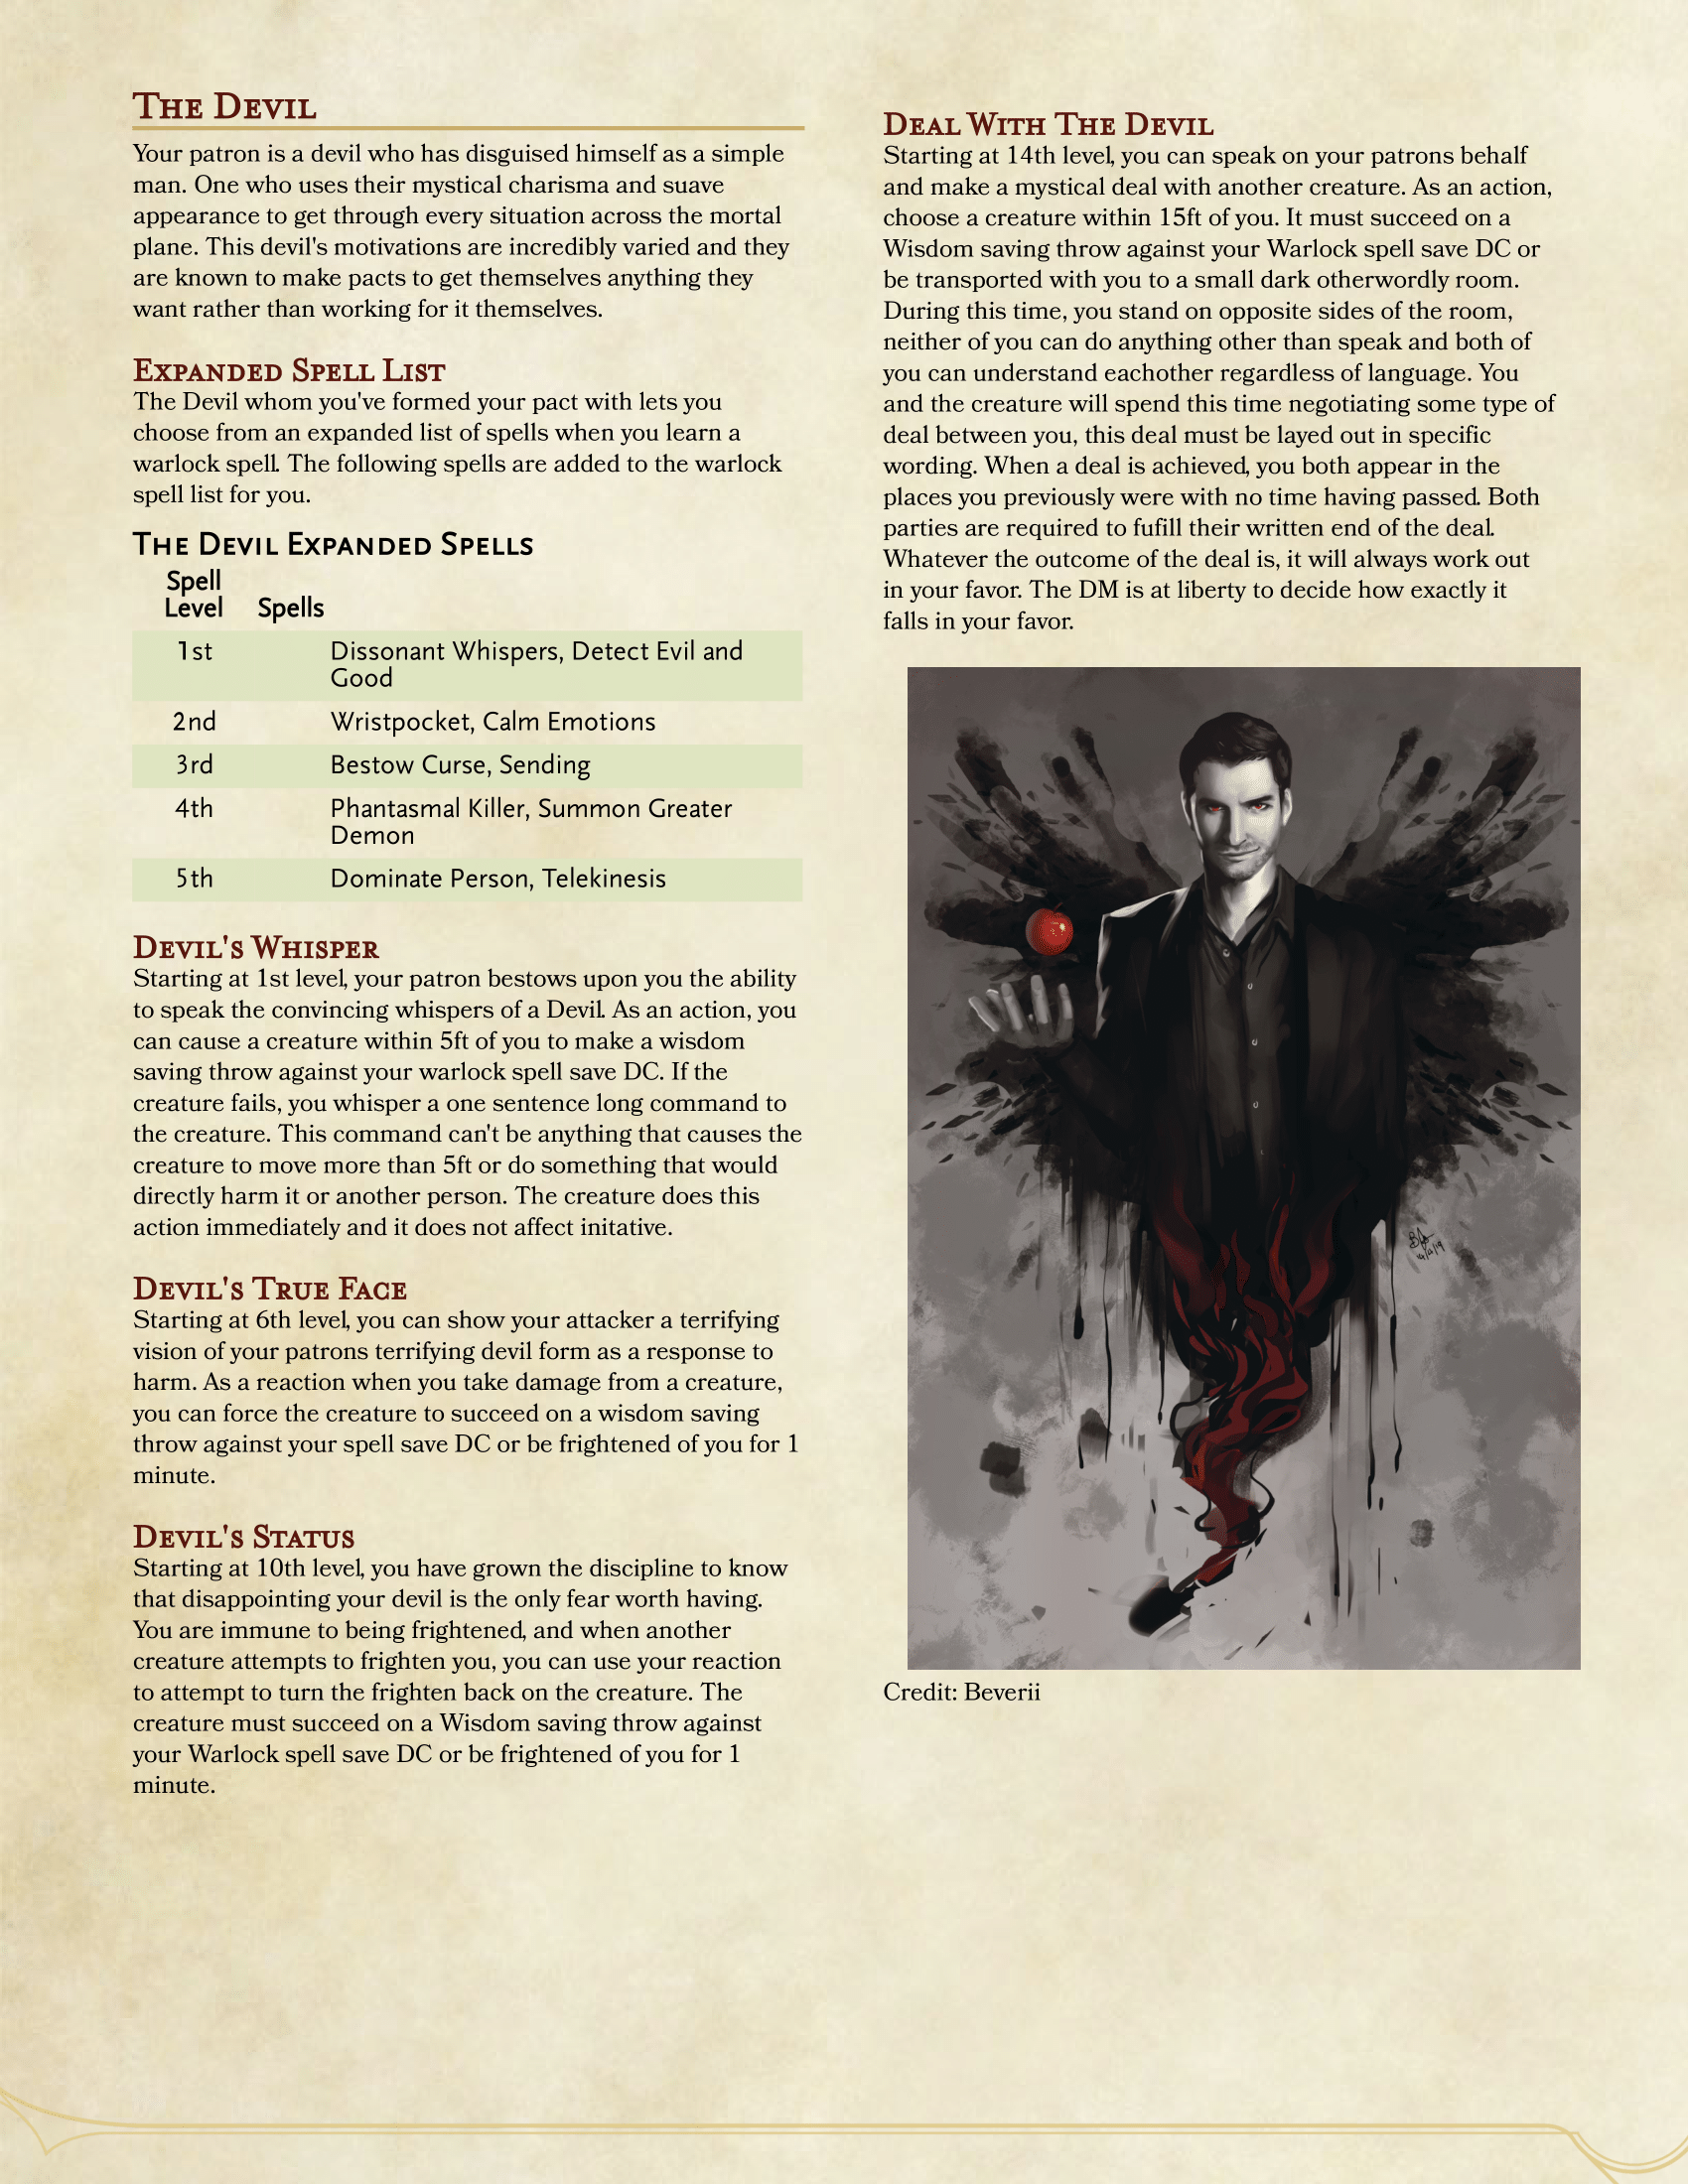 The Devil
Your patron is a devil who has disguised himself as a simple
man. One who uses their mystical charisma and suave
appearance to get through every situation across the mortal
plane. This devil's motivations are incredibly varied and they
are known to make pacts to get themselves anything they
want rather than working for it themselves.
Expanded Spell List
The Devil whom you've formed your pact with lets you
choose from an expanded list of spells when you learn a
warlock spell. The following spells are added to the warlock
spell list for you.
The Devil Expanded Spells
Spell
Level Spells
1st Dissonant Whispers, Detect Evil and
Good
2nd Wristpocket, Calm Emotions
3rd Bestow Curse, Sending
4th Phantasmal Killer, Summon Greater
Demon
5th Dominate Person, Telekinesis
Devil's Whisper
Starting at 1st level, your patron bestows upon you the ability
to speak the convincing whispers of a Devil. As an action, you
can cause a creature within 5ft of you to make a wisdom
saving throw against your warlock spell save DC. If the
creature fails, you whisper a one sentence long command to
the creature. This command can't be anything that causes the
creature to move more than 5ft or do something that would
directly harm it or another person. The creature does this
action immediately and it does not affect initative.
Devil's True Face
Starting at 6th level, you can show your attacker a terrifying
vision of your patrons terrifying devil form as a response to
harm. As a reaction when you take damage from a creature,
you can force the creature to succeed on a wisdom saving
throw against your spell save DC or be frightened of you for 1
minute.
Devil's Status
Starting at 10th level, you have grown the discipline to know
that disappointing your devil is the only fear worth having.
You are immune to being frightened, and when another
creature attempts to frighten you, you can use your reaction
to attempt to turn the frighten back on the creature. The
creature must succeed on a Wisdom saving throw against
your Warlock spell save DC or be frightened of you for 1
minute.
Deal With The Devil
Starting at 14th level, you can speak on your patrons behalf
and make a mystical deal with another creature. As an action,
choose a creature within 15ft of you. It must succeed on a
Wisdom saving throw against your Warlock spell save DC or
be transported with you to a small dark otherwordly room.
During this time, you stand on opposite sides of the room,
neither of you can do anything other than speak and both of
you can understand eachother regardless of language. You
and the creature will spend this time negotiating some type of
deal between you, this deal must be layed out in specific
wording. When a deal is achieved, you both appear in the
places you previously were with no time having passed. Both
parties are required to fufill their written end of the deal.
Whatever the outcome of the deal is, it will always work out
in your favor. The DM is at liberty to decide how exactly it
falls in your favor.
Credit: Beverii